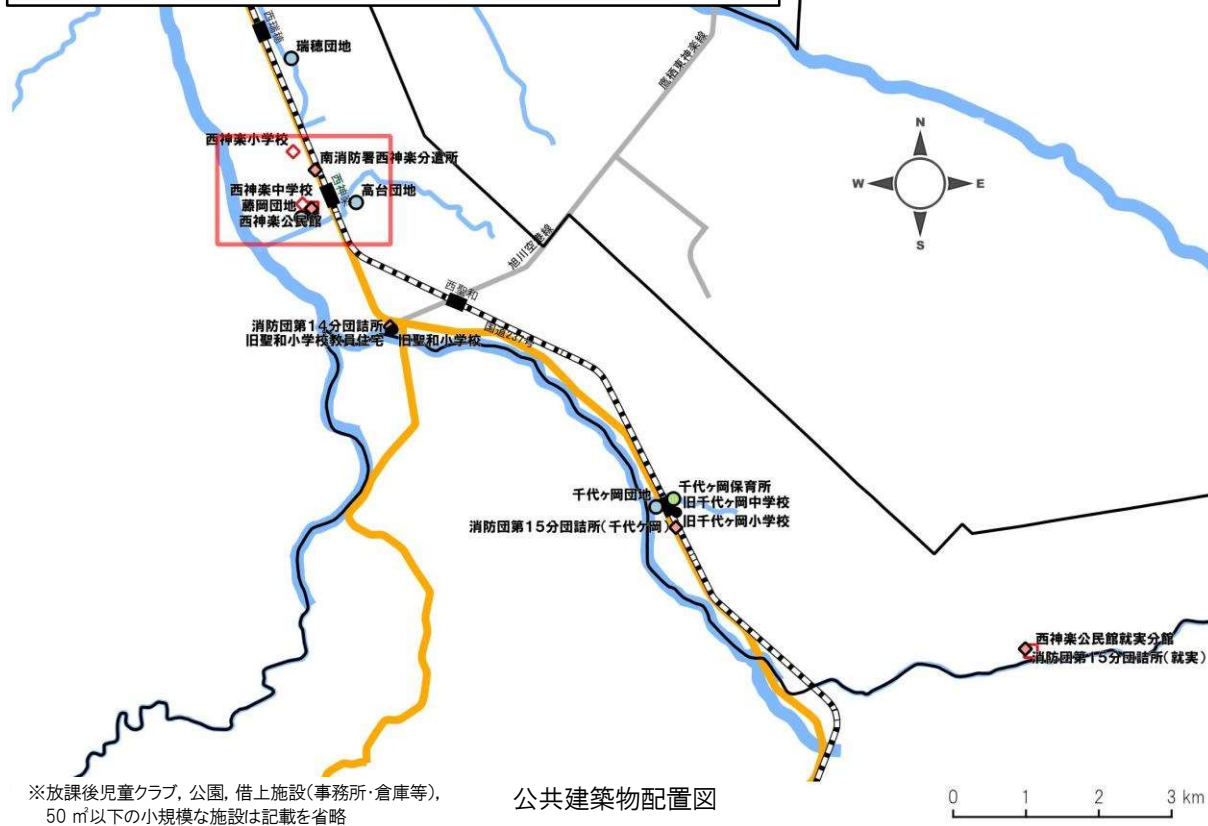 西瑞穂
瑞穂団地
鷹栖東神楽線
西神楽小学校
南消防署西神楽分遣所
西神楽
西神楽中学校
高台団地
藤岡団地
西神楽公民館
N
W
E
S
旭川空港線
西聖和
消防団第14分団詰所
国道237号
旧聖和小学校教員住宅
旧聖和小学校
千代ヶ岡団地
千代ヶ岡保育所
旧千代ヶ岡中学校
消防団第15分団詰所(千代ケ岡)
旧千代ヶ岡小学校
西神楽公民館就実分館
消防団第15分団詰所(就実)
※放課後児童クラブ, 公園, 借上施設(事務所・倉庫等),
50 ㎡以下の小規模な施設は記載を省略
公共建築物配置図
0 1 2 3 km